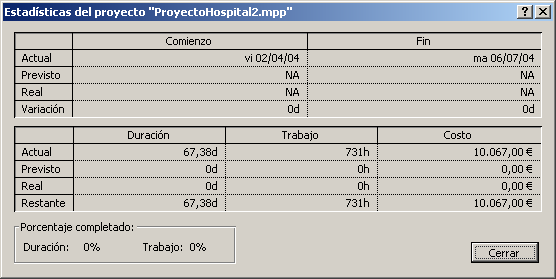 Estadísticas del proyecto "ProyectoHospital2.mpp"
Comienzo Fin
Actual vi 02/04/04 ma 06/07/04
Previsto NA NA
Real NA NA
Variación 0d 0d
Duración Trabajo Costo
Actual 67,38d 731h 10.067,00 €
Previsto 0d 0h 0,00 €
Real 0d 0h 0,00 €
Restante 67,38d 731h 10.067,00 €
Porcentaje completado:
Duración: 0% Trabajo: 0%
Cerrar